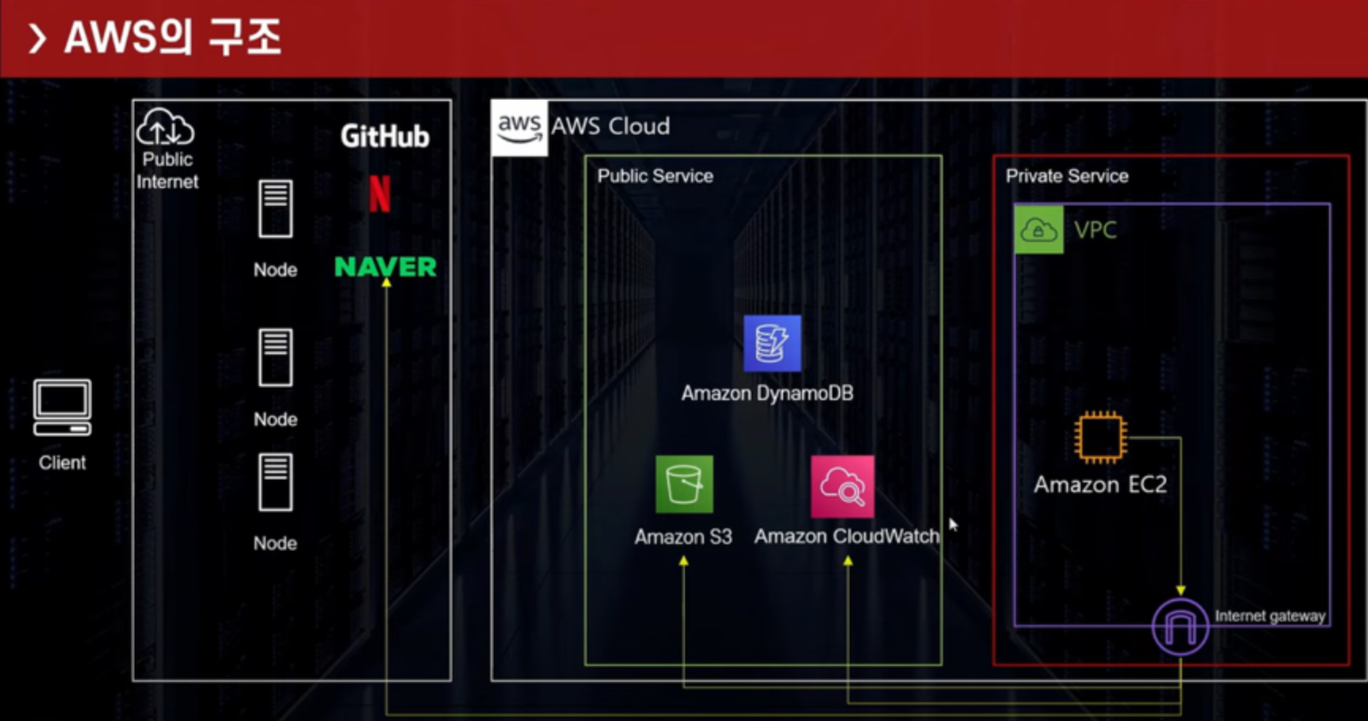 > AWS의 구조
Public
Internet
GitHub
N
Node
NAVER
Node
Node
Client
aws
AWS Cloud
Public Service
Amazon DynamoDB
Amazon S3
Amazon CloudWatch
Private Service
VPC
Amazon EC2
Internet gateway